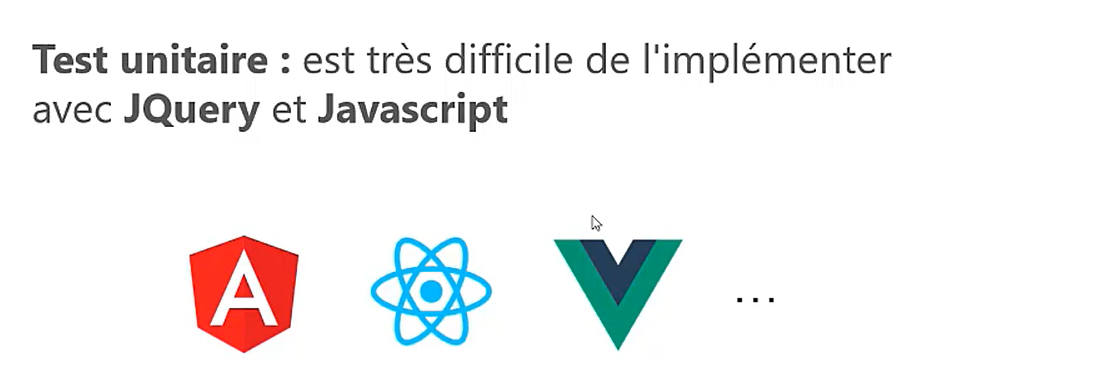 Test unitaire : est très difficile de l'implémenter
avec JQuery et Javascript
A
...